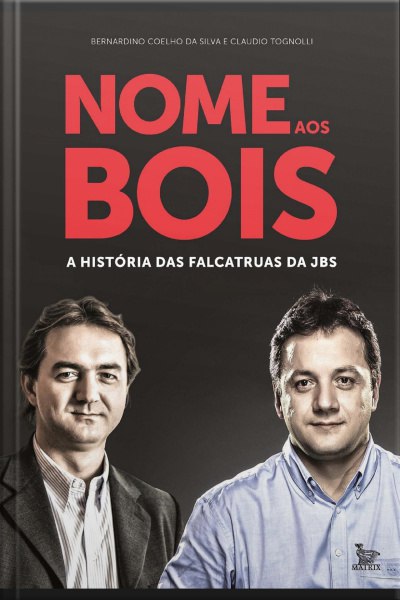 BERNARDINO COELHO DA SILVA E CLAUDIO TOGNOLLI
NOME AOS
BOIS
A HISTÓRIA DAS FALCATRUAS DA JBS
MATRIX